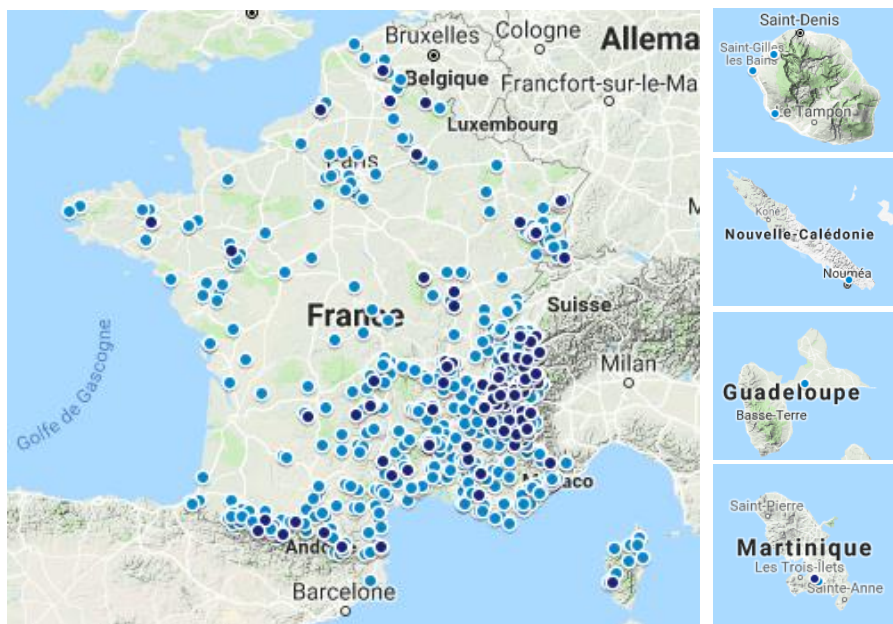 Bruxelles
Cologne
Allema
Belgique
Francfort-sur-le-Ma
Luxembourg
Paris
France
Suisse
Milan
Golfe de Gascogne
Monaco
Andorre
Barcelone
Saint-Denis
Saint-Gilles
les Bains
Le Tampon
Koné
Nouvelle-Calédonie
Nouméa
Guadeloupe
Basse-Terre
Saint-Pierre
Martinique
Les Trois-Îlets
Sainte-Anne